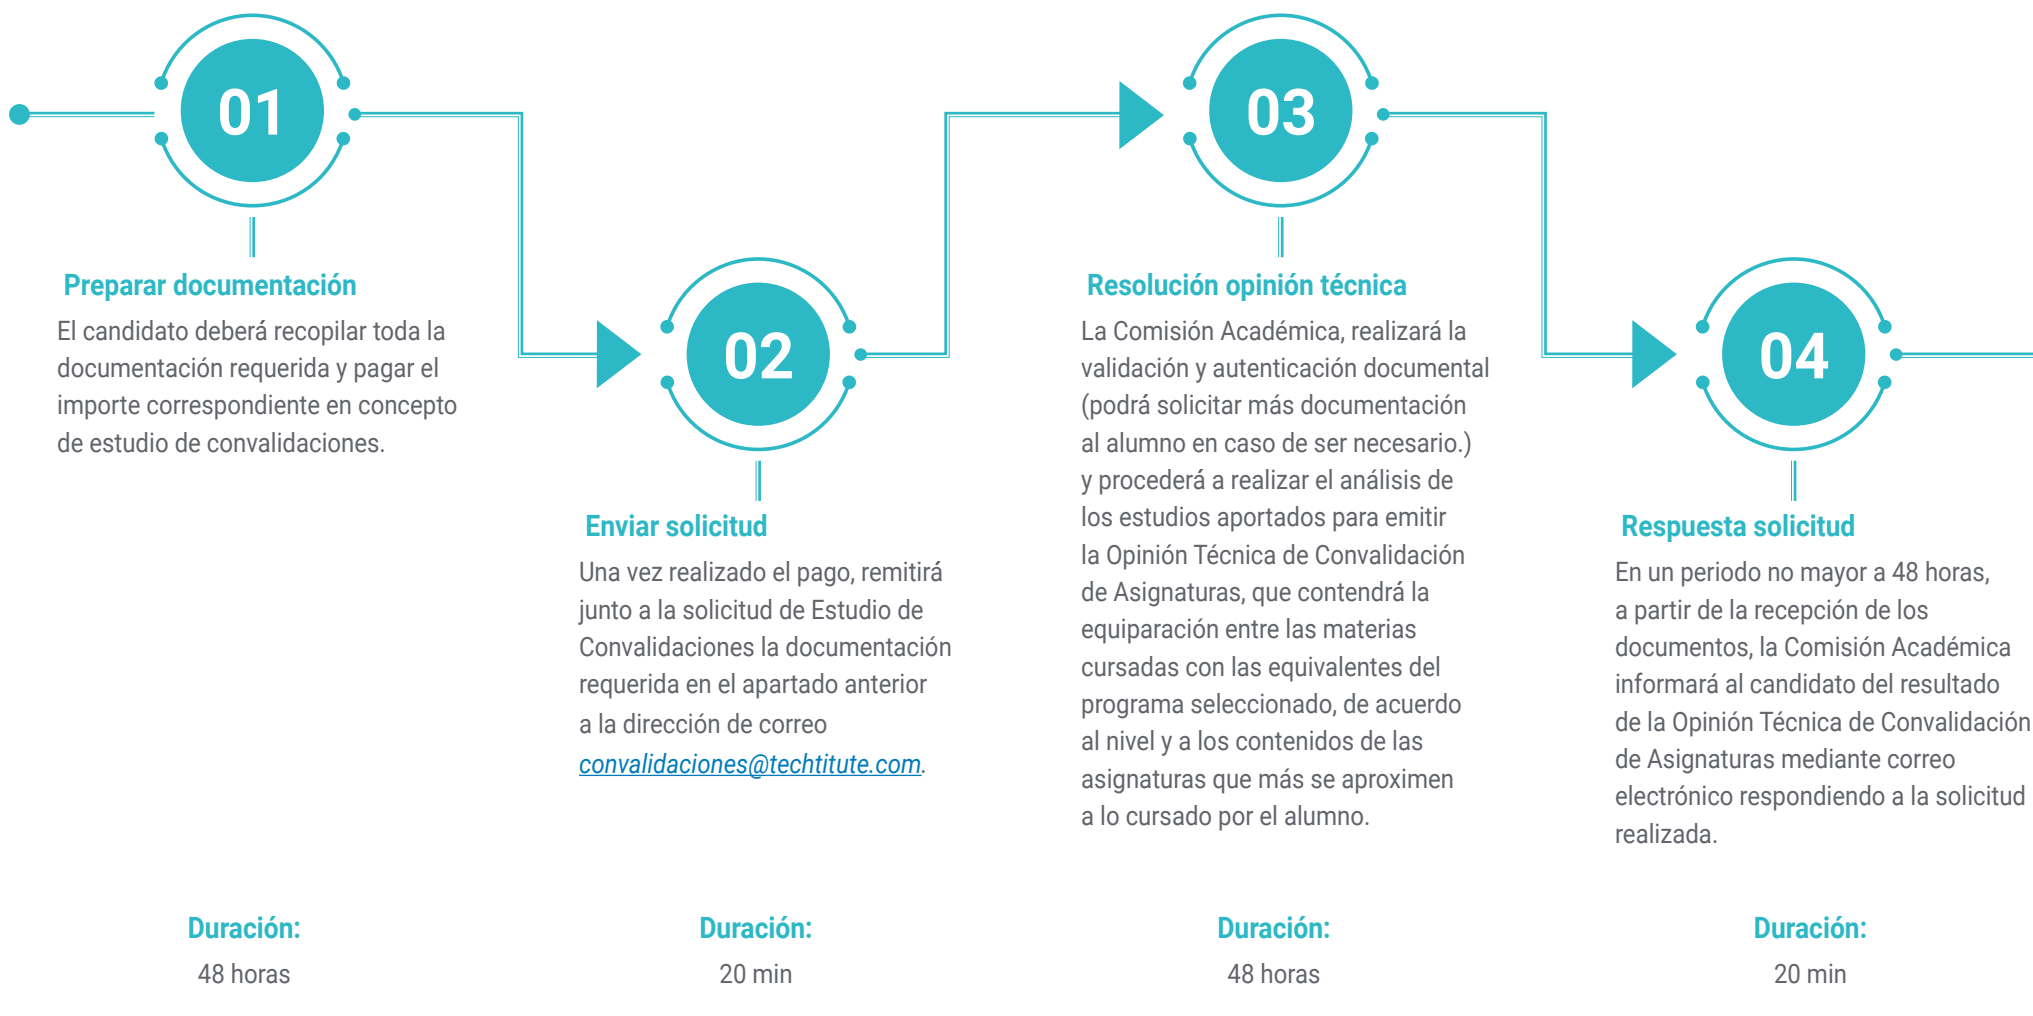 01
Preparar documentación
El candidato deberá recopilar toda la
documentación requerida y pagar el
importe correspondiente en concepto
de estudio de convalidaciones.
Duración:
48 horas
02
Enviar solicitud
Una vez realizado el pago, remitirá
junto a la solicitud de Estudio de
Convalidaciones la documentación
requerida en el apartado anterior
a la dirección de correo
convalidaciones@techtitute.com.
Duración:
20 min
03
Resolución opinión técnica
La Comisión Académica, realizará la
validación y autenticación documental
(podrá solicitar más documentación
al alumno en caso de ser necesario.)
y procederá a realizar el análisis de
los estudios aportados para emitir
la Opinión Técnica de Convalidación
de Asignaturas, que contendrá la
equiparación entre las materias
cursadas con las equivalentes del
programa seleccionado, de acuerdo
al nivel y a los contenidos de las
asignaturas que más se aproximen
a lo cursado por el alumno.
Duración:
48 horas
04
Respuesta solicitud
En un periodo no mayor a 48 horas,
a partir de la recepción de los
documentos, la Comisión Académica
informará al candidato del resultado
de la Opinión Técnica de Convalidación
de Asignaturas mediante correo
electrónico respondiendo a la solicitud
realizada.
Duración:
20 min